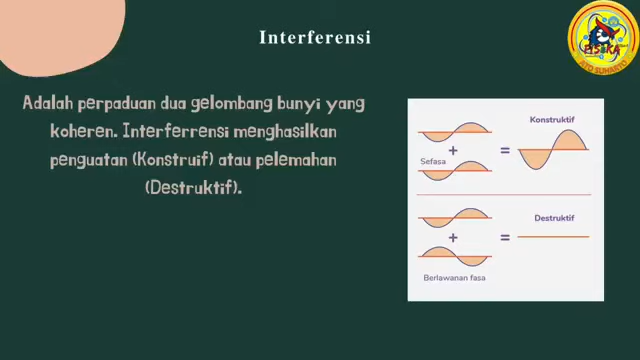 Interferensi
Adalah perpaduan dua gelombang bunyi yang
koheren. Interferrensi menghasilkan
penguatan (Konstruif) atau pelemahan
(Destruktif).
Konstruktif
+
=
Sefasa
Destruktif
+
=
Berlawanan fasa
FISIKA